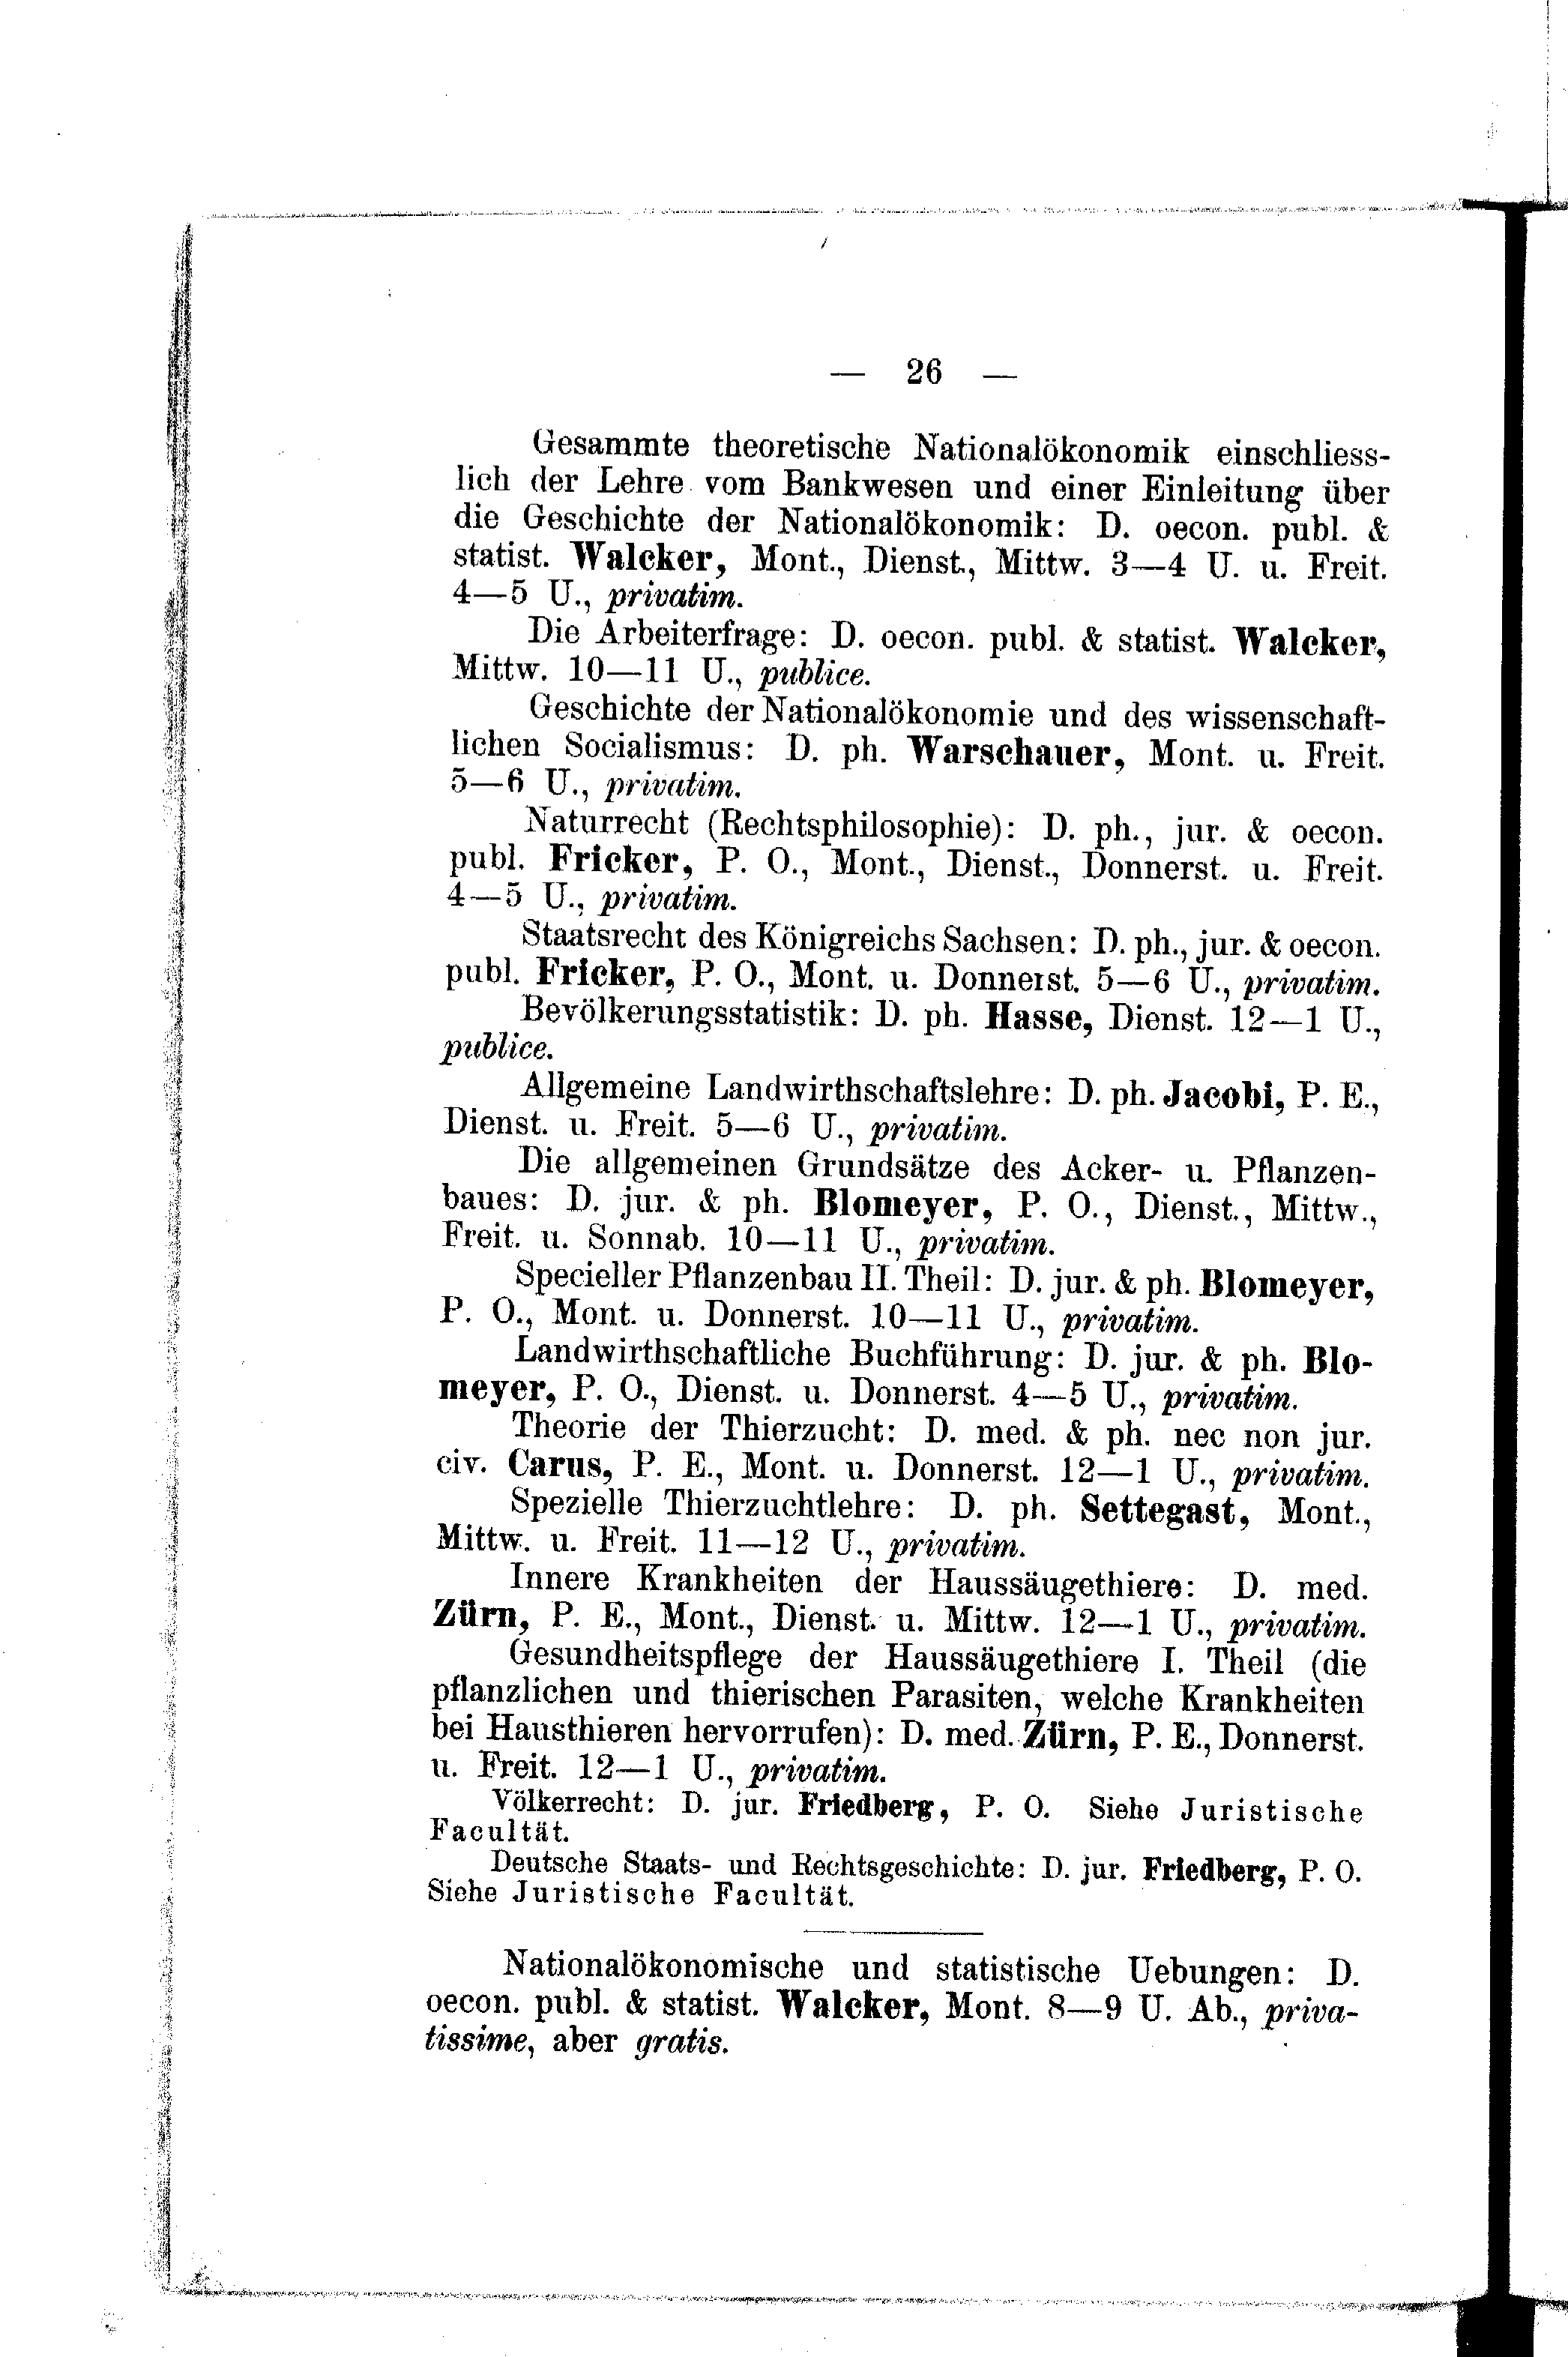 — 26 —
Gesammte theoretische Nationalökonomik einschliess-
lich der Lehre vom Bankwesen und einer Einleitung über
die Geschichte der Nationalökonomik: D. oecon. publ. &
statist. Walcker, Mont., Dienst., Mittw. 3—4 U. u. Freit.
4—5 U., privatim.
Die Arbeiterfrage: D. oecon. publ. & statist. Walcker,
Mittw. 10—11 U., publice.
Geschichte der Nationalökonomie und des wissenschaft-
lichen Socialismus: D. ph. Warschauer, Mont. u. Freit.
5—6 U., privatim.
Naturrecht (Rechtsphilosophie): D. ph., jur. & oecon.
publ. Fricker, P. O., Mont., Dienst., Donnerst. u. Freit.
4—5 U., privatim.
Staatsrecht des Königreichs Sachsen: D. ph., jur. & oecon.
publ. Fricker, P. O., Mont. u. Donnerst. 5—6 U., privatim.
Bevölkerungsstatistik: D. ph. Hasse, Dienst. 12—1 U.,
publice.
Allgemeine Landwirthschaftslehre: D. ph. Jacobi, P. E.,
Dienst. u. Freit. 5—6 U., privatim.
Die allgemeinen Grundsätze des Acker- u. Pflanzen-
baues: D. jur. & ph. Blomeyer, P. O., Dienst., Mittw.,
Freit. u. Sonnab. 10—11 U., privatim.
Specieller Pflanzenbau II. Theil: D. jur. & ph. Blomeyer,
P. O., Mont. u. Donnerst. 10—11 U., privatim.
Landwirthschaftliche Buchführung: D. jur. & ph. Blo-
meyer, P. O., Dienst. u. Donnerst. 4—5 U., privatim.
Theorie der Thierzucht: D. med. & ph. nec non jur.
civ. Carus, P. E., Mont. u. Donnerst. 12—1 U., privatim.
Spezielle Thierzuchtlehre: D. ph. Settegast, Mont.,
Mittw. u. Freit. 11—12 U., privatim.
Innere Krankheiten der Haussäugethiere: D. med.
Zürn, P. E., Mont., Dienst. u. Mittw. 12—1 U., privatim.
Gesundheitspflege der Haussäugethiere I. Theil (die
pflanzlichen und thierischen Parasiten, welche Krankheiten
bei Hausthieren hervorrufen): D. med. Zürn, P. E., Donnerst.
u. Freit. 12—1 U., privatim.
Völkerrecht: D. jur. Friedberg, P. O. Siehe Juristische
Facultät.
Deutsche Staats- und Rechtsgeschichte: D. jur. Friedberg, P. O.
Siehe Juristische Facultät.
Nationalökonomische und statistische Uebungen: D.
oecon. publ. & statist. Walcker, Mont. 8—9 U. Ab., priva-
tissime, aber gratis.